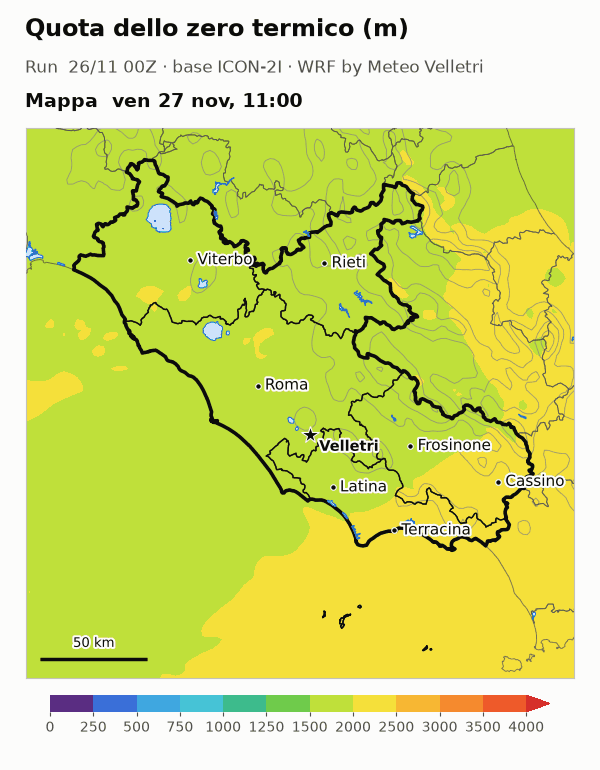 Quota dello zero termico (m)
Run  26/11 00Z · base ICON-2I · WRF by Meteo Velletri
Mappa  ven 27 nov, 11:00
Viterbo
Rieti
Roma
Velletri
Frosinone
Latina
Cassino
Terracina
50 km
0 250 500 750 1000 1250 1500 2000 2500 3000 3500 4000